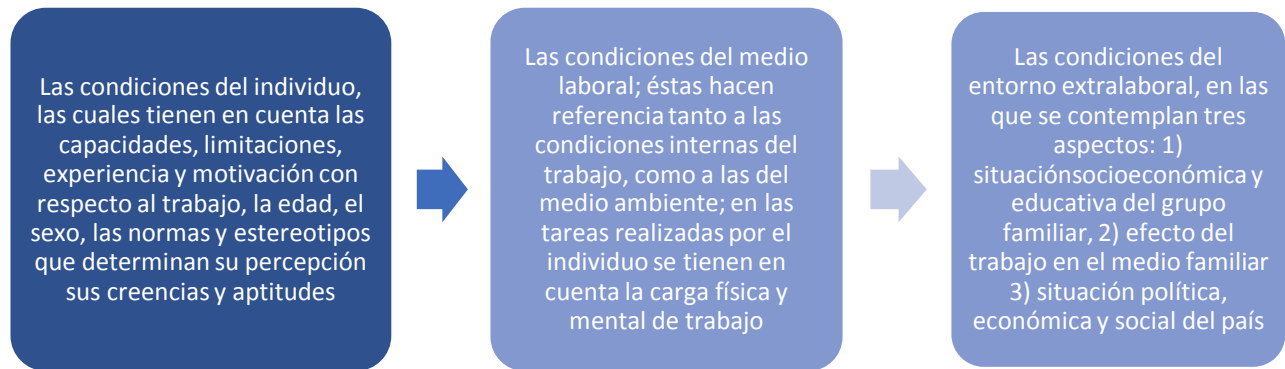 Las condiciones del individuo,
las cuales tienen en cuenta las
capacidades, limitaciones,
experiencia y motivación con
respecto al trabajo, la edad, el
sexo, las normas y estereotipos
que determinan su percepción
sus creencias y aptitudes
Las condiciones del medio
laboral; éstas hacen
referencia tanto a las
condiciones internas del
trabajo, como a las del
medio ambiente; en las
tareas realizadas por el
individuo se tienen en
cuenta la carga física y
mental de trabajo
Las condiciones del
entorno extralaboral, en las
que se contemplan tres
aspectos: 1)
situaciónsocioeconómica y
educativa del grupo
familiar, 2) efecto del
trabajo en el medio familiar
3) situación política,
económica y social del país